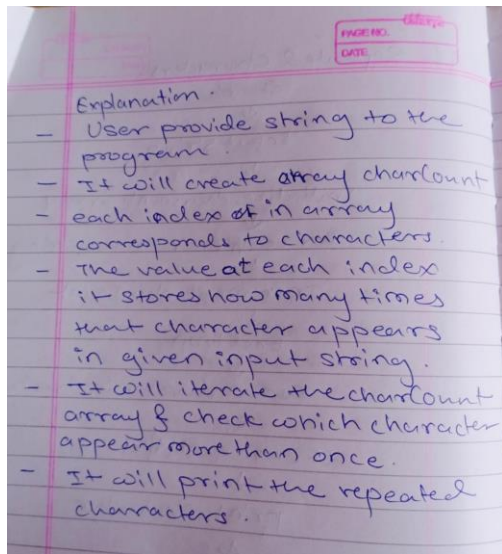 PAGE NO.
DATE
Explanation.
- User provide string to the
program.
- It will create array charCount
- each index of in array
corresponds to characters.
- The value at each index
it stores how many times
that character appears
in given input string.
- It will iterate the charCount
array & check which character
appear more than once.
- It will print the repeated
characters.